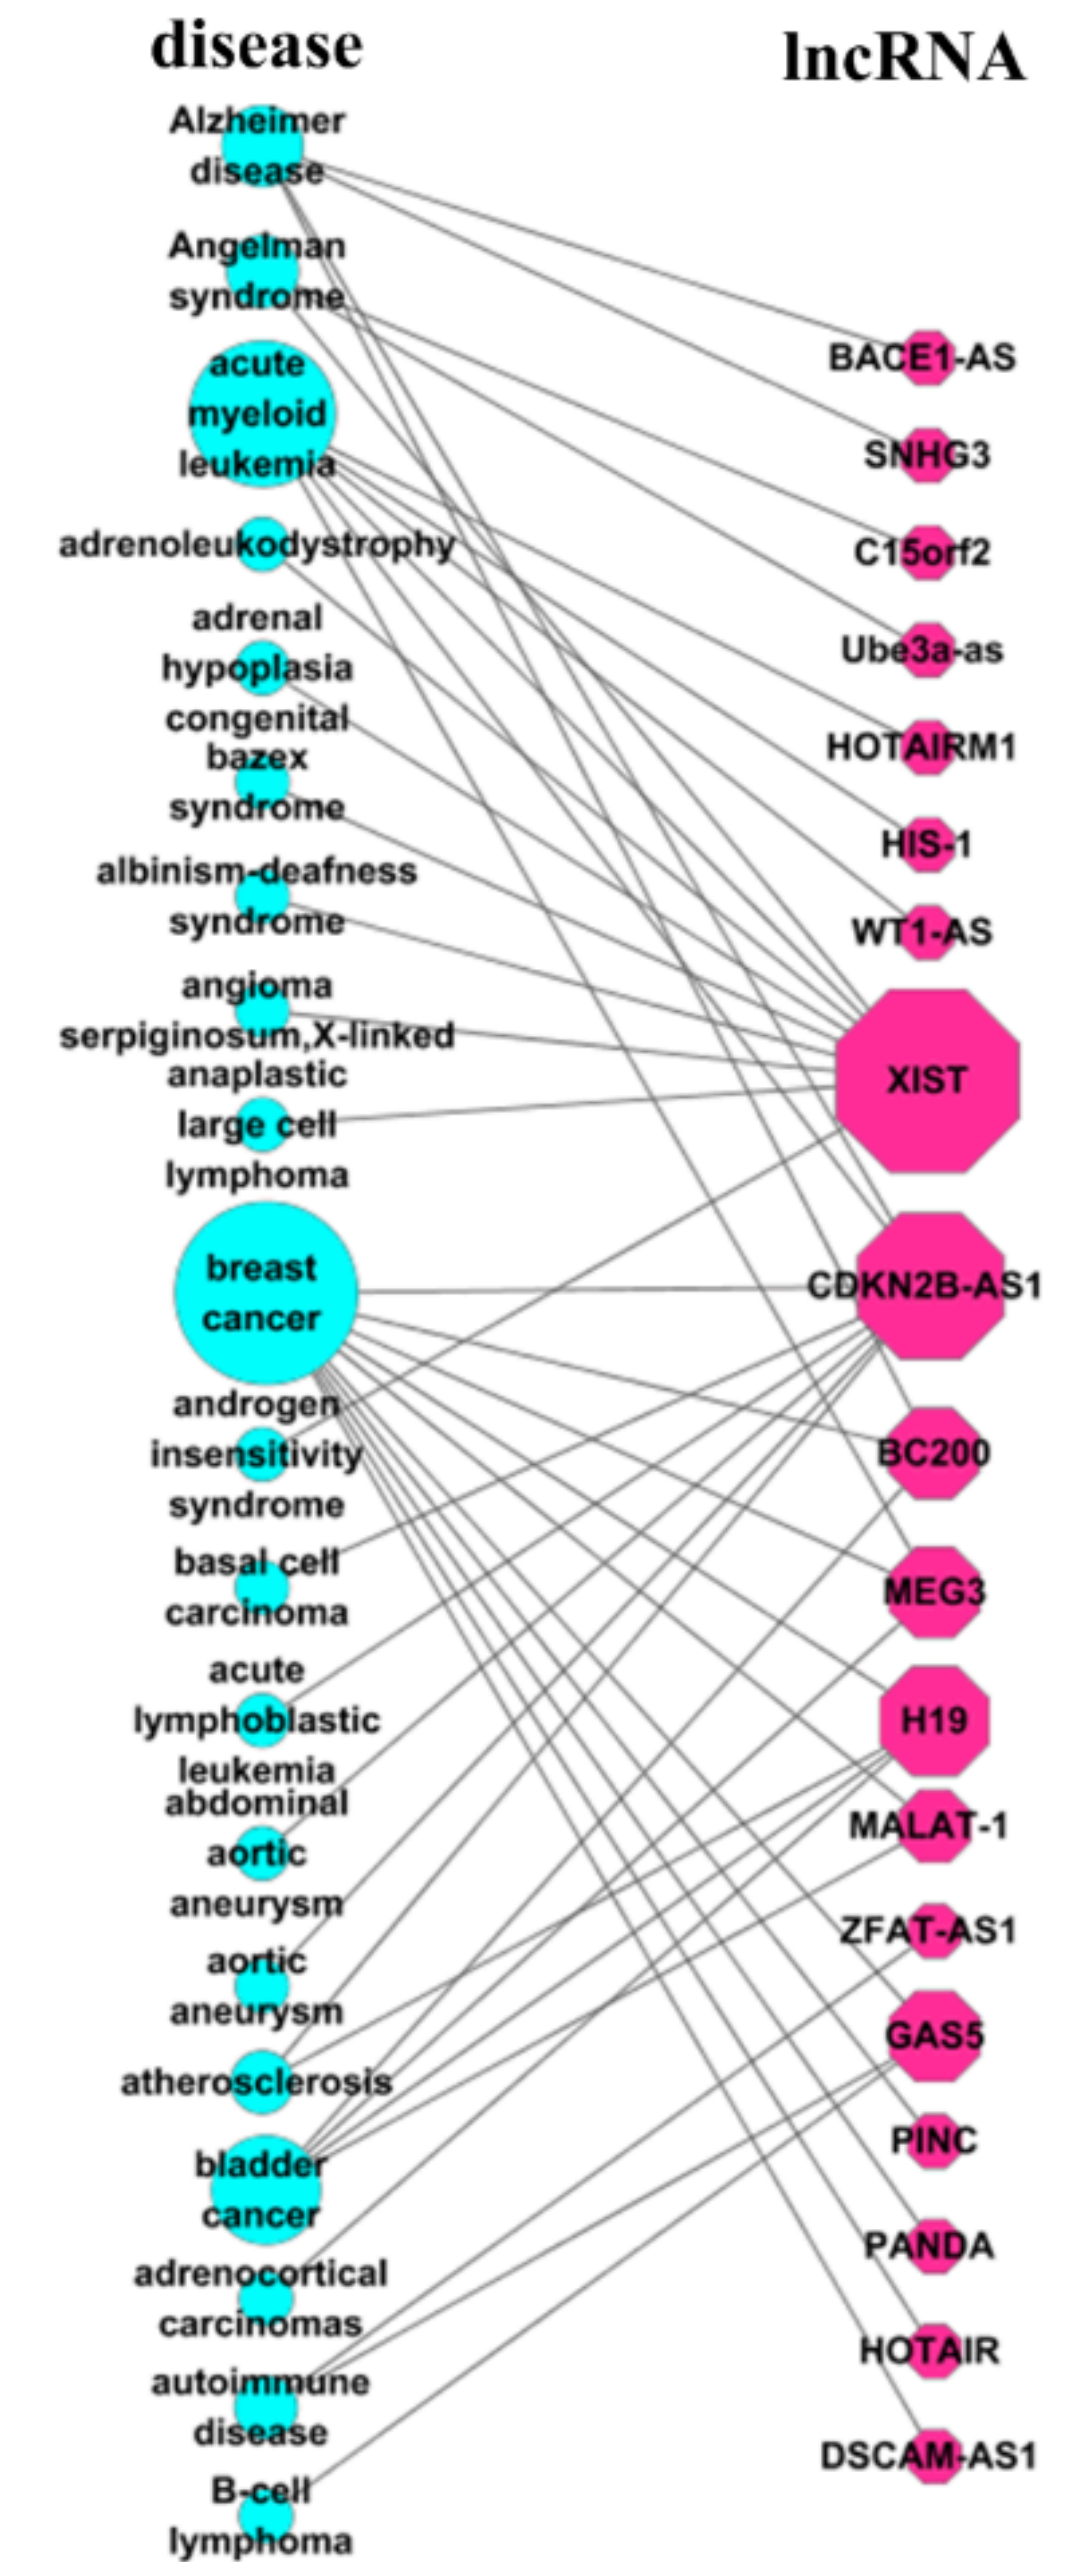 disease
lncRNA
Alzheimer
disease
Angelman
syndrome
acute
myeloid
leukemia
adrenoleukodystrophy
adrenal
hypoplasia
congenital
bazex
syndrome
albinism-deafness
syndrome
angioma
serpiginosum,X-linked
anaplastic
large cell
lymphoma
breast
cancer
androgen
insensitivity
syndrome
basal cell
carcinoma
acute
lymphoblastic
leukemia
abdominal
aortic
aneurysm
aortic
aneurysm
atherosclerosis
bladder
cancer
adrenocortical
carcinomas
autoimmune
disease
B-cell
lymphoma
BACE1-AS
SNHG3
C15orf2
Ube3a-as
HOTAIRM1
HIS-1
WT1-AS
XIST
CDKN2B-AS1
BC200
MEG3
H19
MALAT-1
ZFAT-AS1
GAS5
PINC
PANDA
HOTAIR
DSCAM-AS1